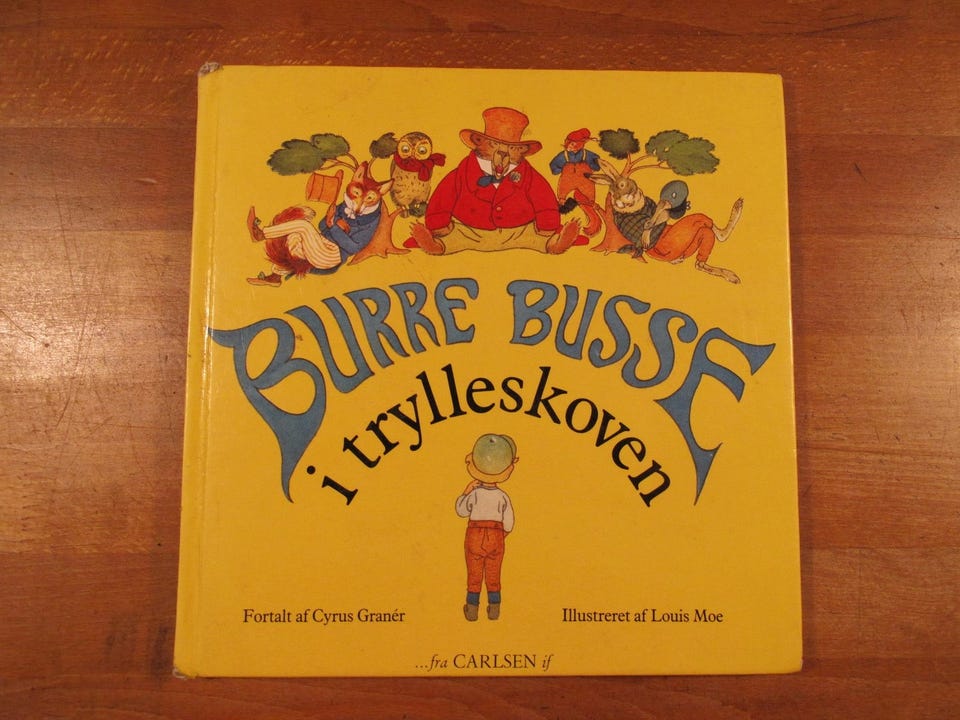 BURRE BUSSE
i trylleskoven
Fortalt af Cyrus Granér
Illustreret af Louis Moe
...fra CARLSEN if